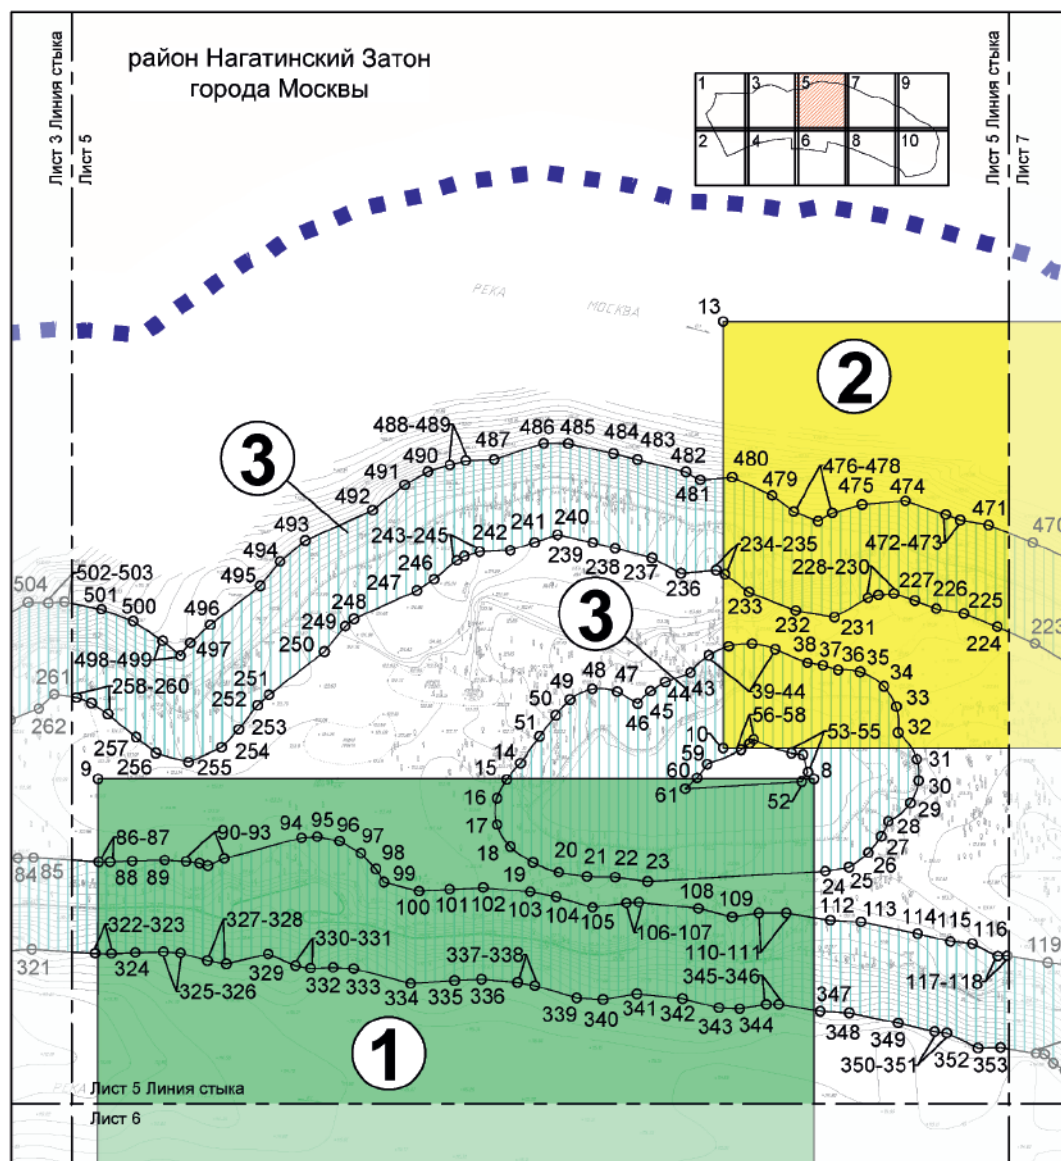 район Нагатинский Затон
города Москвы
Лист 3 Линия стыка
Лист 5
Лист 5 Линия стыка
Лист 7
1 3 5 7 9
2 4 6 8 10
РЕКА
МОСКВА
13
2
3
488-489 487 486 485 484 483
490 482 480
491 481 479 476-478 475 474
492 471
493 243-245 242 241 240 470
494 239 238 237 234-235 472-473
495 246 236 228-230 227 226
504 502-503 247 233 225
501 500 496 248 3 232 231 224 223
249
498-499 497 250
261 258-260 251 48 47 44 43 38 37 36 35
262 252 49 45 39-44 34
253 50 46 33
257 254 51 10 56-58 53-55 32
256 255 14 59 31
9 15 60 8 30
16 61 52 29
17 28
86-87 90-93 94 95 96 18 27
84 85 88 89 97 20 21 22 23 26
98 19 24 25
99
100 101 102 103 104 105 108 109 112 113
322-323 327-328 106-107 110-111 114 115 116
321 324 330-331 337-338 345-346 119
325-326 329 332 333 117-118
334 335 336 339 340 341 342 343 344 347 348
349 350-351 352 353
1
РЕКА
Лист 5 Линия стыка
Лист 6